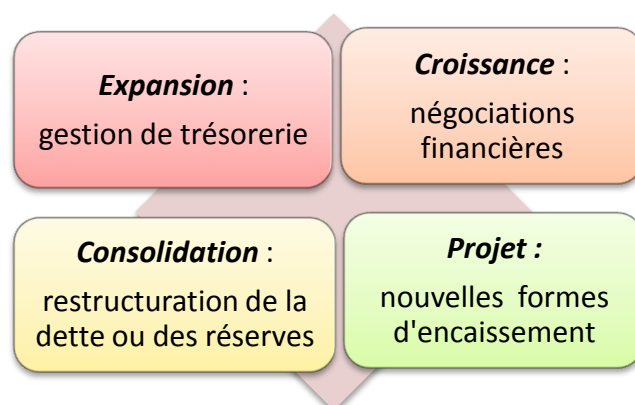 Expansion :
gestion de trésorerie
Croissance :
négociations
financières
Consolidation :
restructuration de la
dette ou des réserves
Projet :
nouvelles formes
d'encaissement